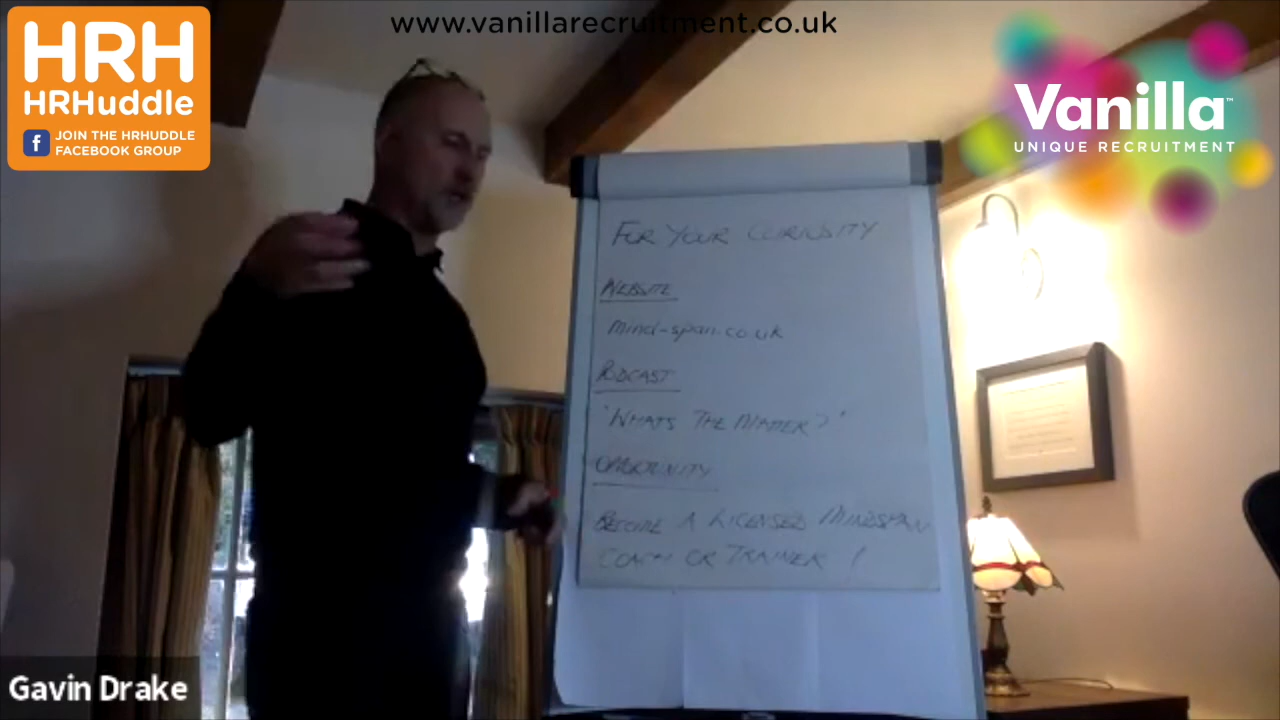 www.vanillarecruitment.co.uk
HRH
HRHuddle
f JOIN THE HRHUDDLE
FACEBOOK GROUP
Vanilla™
UNIQUE RECRUITMENT
FOR YOUR CURIOSITY
WEBSITE
mind-span.co.uk
PODCAST
'WHATS THE MATTER?'
OPPORTUNITY
BECOME A LICENSED MINDSPAN
COACH OR TRAINER !
Gavin Drake